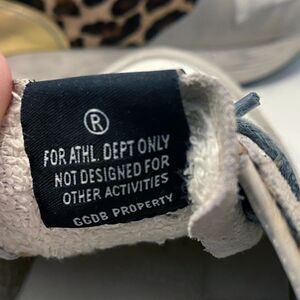 ®
FOR ATHL. DEPT ONLY
NOT DESIGNED FOR
OTHER ACTIVITIES
GGDB PROPERTY